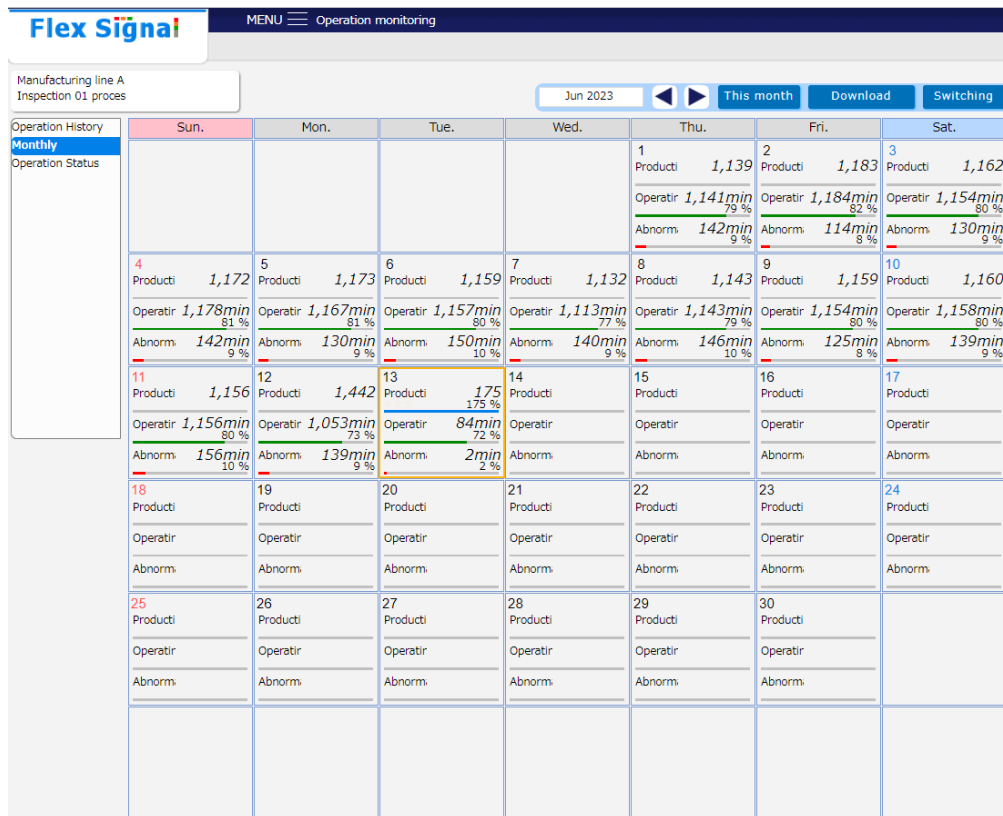 Flex Signal
MENU Operation monitoring
Manufacturing line A
Inspection 01 proces
Jun 2023 This month Download Switching
Operation History
Monthly
Operation Status
Sun. Mon. Tue. Wed. Thu. Fri. Sat.
1 2 3
Producti 1,139 Producti 1,183 Producti 1,162
Operatir 1,141min Operatir 1,184min Operatir 1,154min
79 % 82 % 80 %
Abnorm 142min Abnorm 114min Abnorm 130min
9 % 8 % 9 %
4 5 6 7 8 9 10
Producti 1,172 Producti 1,173 Producti 1,159 Producti 1,132 Producti 1,143 Producti 1,159 Producti 1,160
Operatir 1,178min Operatir 1,167min Operatir 1,157min Operatir 1,113min Operatir 1,143min Operatir 1,154min Operatir 1,158min
81 % 81 % 80 % 77 % 79 % 80 % 80 %
Abnorm 142min Abnorm 130min Abnorm 150min Abnorm 140min Abnorm 146min Abnorm 125min Abnorm 139min
9 % 9 % 10 % 9 % 10 % 8 % 9 %
11 12 13 14 15 16 17
Producti 1,156 Producti 1,442 Producti 175 Producti Producti Producti Producti
175 %
Operatir 1,156min Operatir 1,053min Operatir 84min Operatir Operatir Operatir Operatir
80 % 73 % 72 %
Abnorm 156min Abnorm 139min Abnorm 2min Abnorm Abnorm Abnorm Abnorm
10 % 9 % 2 %
18 19 20 21 22 23 24
Producti Producti Producti Producti Producti Producti Producti
Operatir Operatir Operatir Operatir Operatir Operatir Operatir
Abnorm Abnorm Abnorm Abnorm Abnorm Abnorm Abnorm
25 26 27 28 29 30
Producti Producti Producti Producti Producti Producti
Operatir Operatir Operatir Operatir Operatir Operatir
Abnorm Abnorm Abnorm Abnorm Abnorm Abnorm